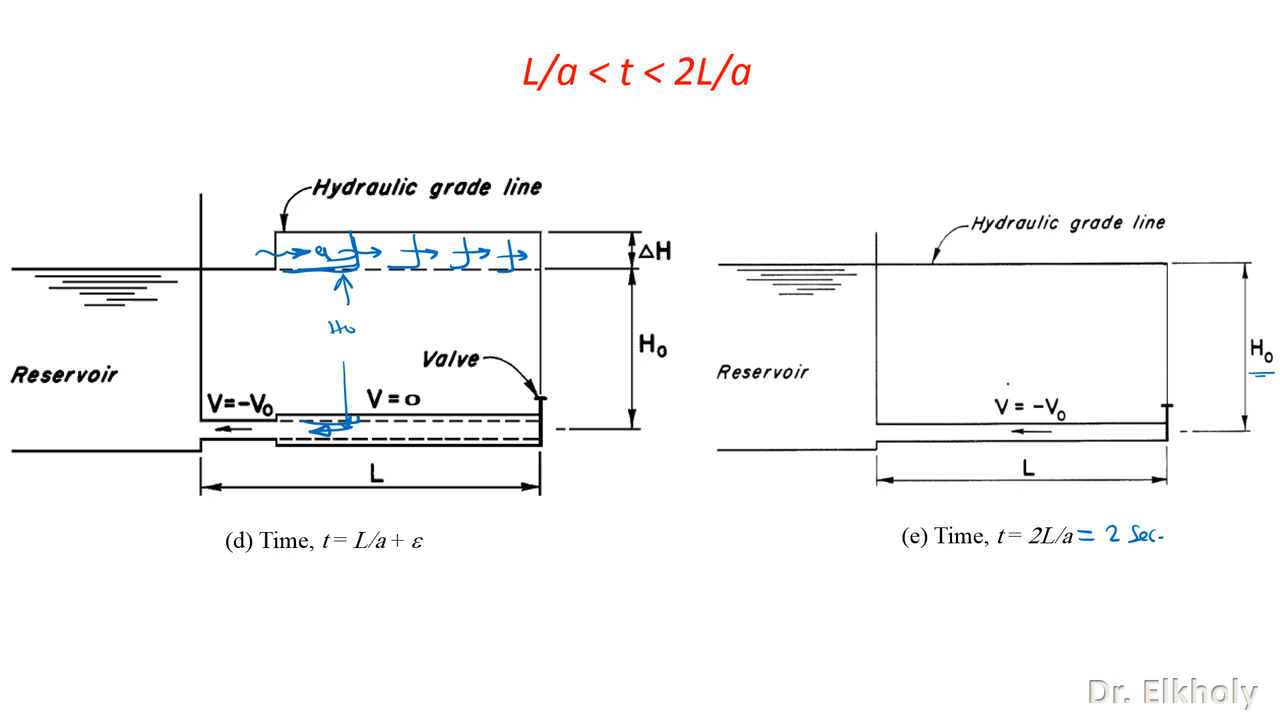 L/a < t < 2L/a
Hydraulic grade line
a
ΔH
Ho
H₀
Valve
Reservoir
V=-V₀
V=0
L
(d) Time, t= L/a + ε
Hydraulic grade line
Reservoir
H₀
V = -V₀
L
(e) Time, t= 2L/a = 2 Sec.
Dr. Elkholy